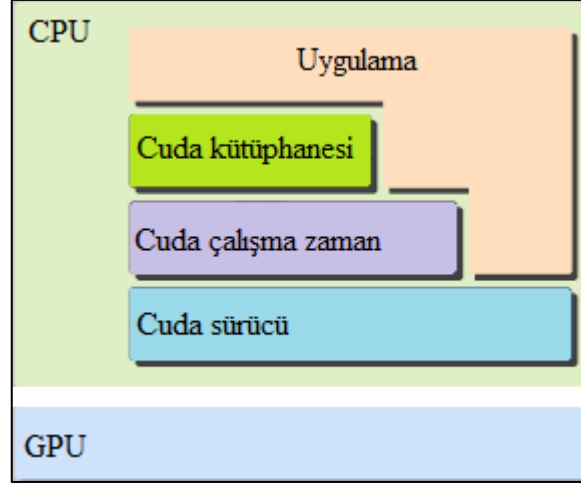 CPU
Uygulama
Cuda kütüphanesi
Cuda çalışma zaman
Cuda sürücü
GPU